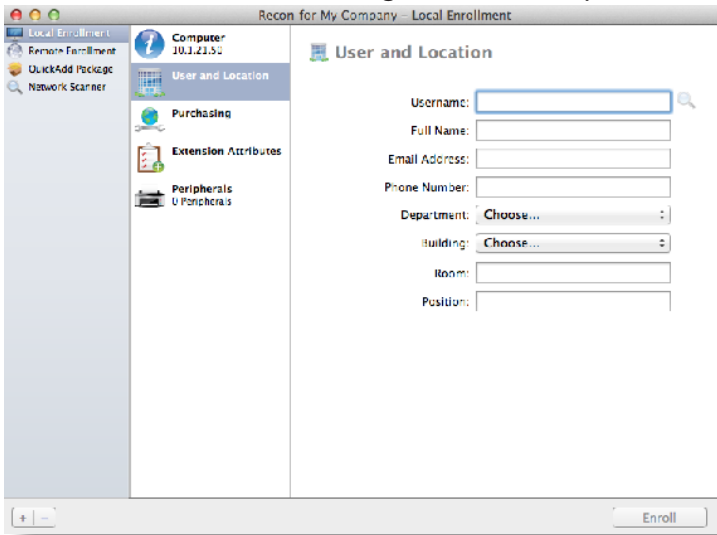 Recon for My Company – Local Enrollment
Local Enrollment
Remote Enrollment
QuickAdd Package
Network Scanner
Computer
10.1.21.50
User and Location
Purchasing
Extension Attributes
Peripherals
0 Peripherals
User and Location
Username:
Full Name:
Email Address:
Phone Number:
Department: Choose...
Building: Choose...
Room:
Position:
+ –
Enroll